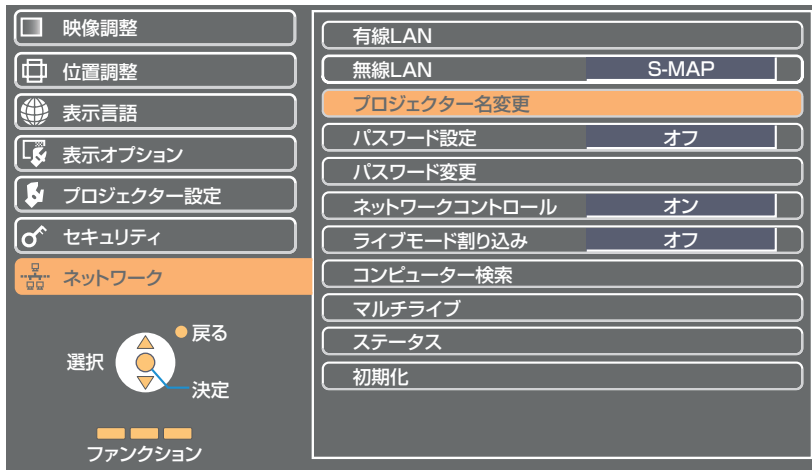 映像調整
位置調整
表示言語
表示オプション
プロジェクター設定
セキュリティ
ネットワーク
戻る
選択
決定
ファンクション
有線LAN
無線LAN S-MAP
プロジェクター名変更
パスワード設定 オフ
パスワード変更
ネットワークコントロール オン
ライブモード割り込み オフ
コンピューター検索
マルチライブ
ステータス
初期化